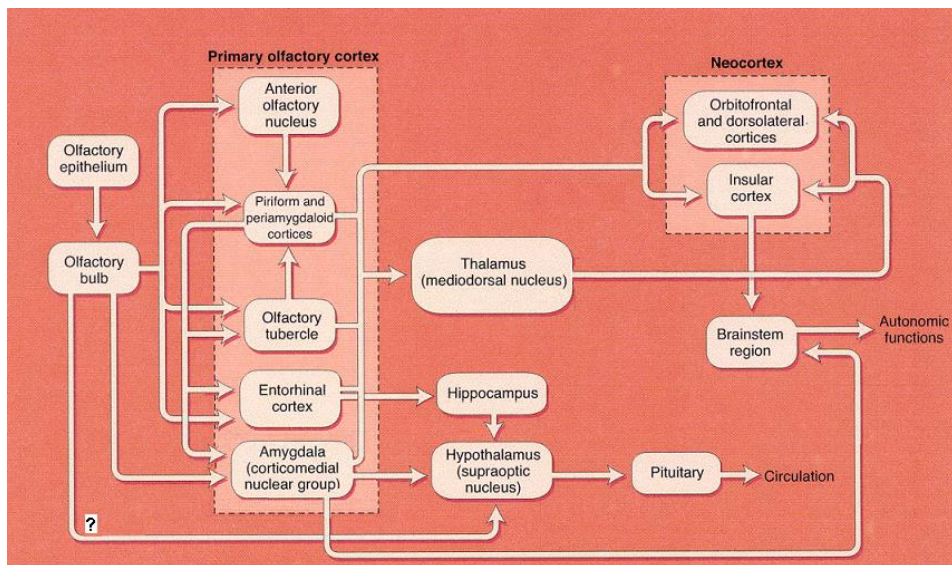 Primary olfactory cortex
Neocortex
Anterior
olfactory
nucleus
Orbitofrontal
and dorsolateral
cortices
Olfactory
epithelium
Insular
cortex
Piriform and
periamygdaloid
cortices
Olfactory
bulb
Thalamus
(mediodorsal nucleus)
Olfactory
tubercle
Brainstem
region
Autonomic
functions
Entorhinal
cortex
Hippocampus
Amygdala
(corticomedial
nuclear group)
Hypothalamus
(supraoptic
nucleus)
Pituitary
Circulation
?